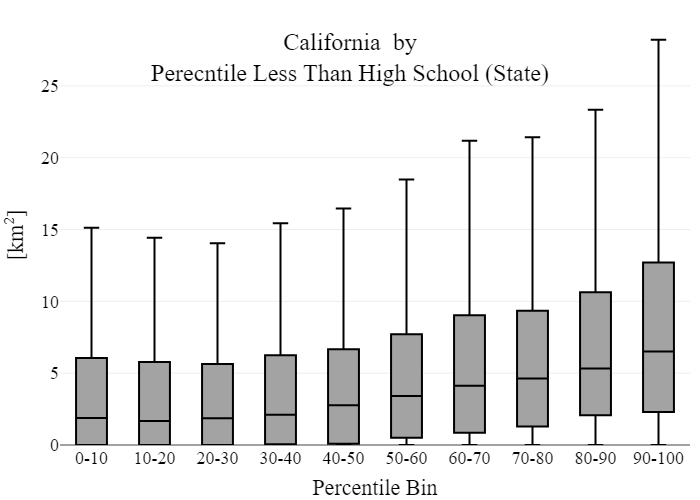 California by
Perecntile Less Than High School (State)
[km²]
25
20
15
10
5
0
0-10 10-20 20-30 30-40 40-50 50-60 60-70 70-80 80-90 90-100
Percentile Bin